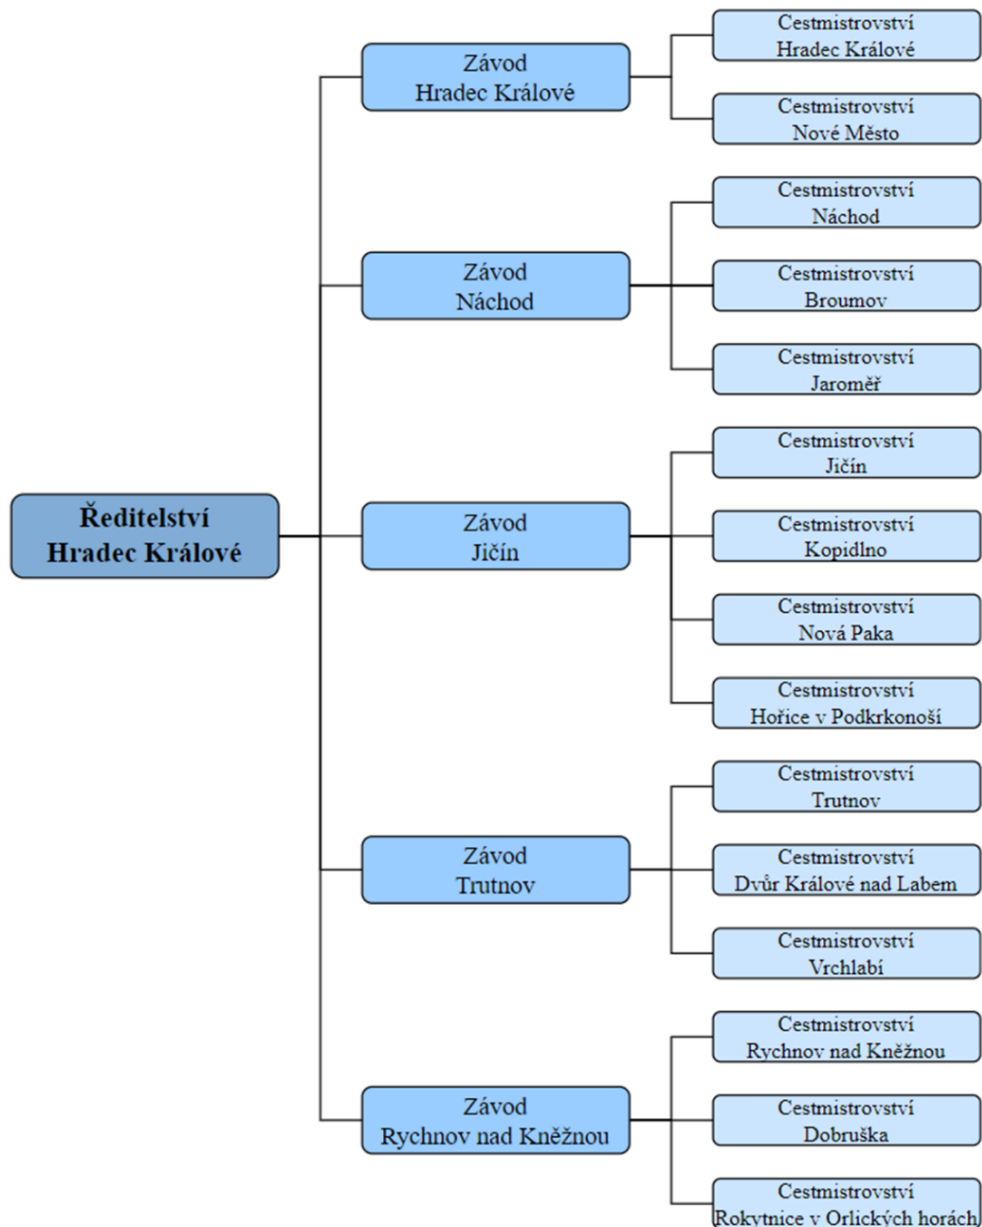 Ředitelství
Hradec Králové
Závod
Hradec Králové
Cestmistrovství
Hradec Králové
Cestmistrovství
Nové Město
Závod
Náchod
Cestmistrovství
Náchod
Cestmistrovství
Broumov
Cestmistrovství
Jaroměř
Závod
Jičín
Cestmistrovství
Jičín
Cestmistrovství
Kopidlno
Cestmistrovství
Nová Paka
Cestmistrovství
Hořice v Podkrkonoší
Závod
Trutnov
Cestmistrovství
Trutnov
Cestmistrovství
Dvůr Králové nad Labem
Cestmistrovství
Vrchlabí
Závod
Rychnov nad Kněžnou
Cestmistrovství
Rychnov nad Kněžnou
Cestmistrovství
Dobruška
Cestmistrovství
Rokytnice v Orlických horách